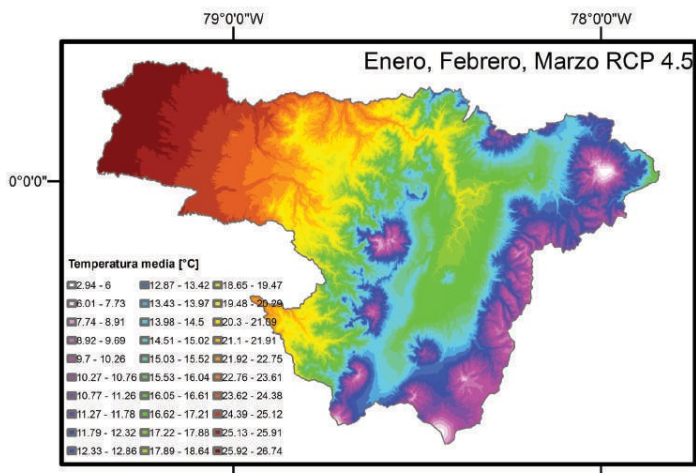 79°0'0"W 78°0'0"W
Enero, Febrero, Marzo RCP 4.5
0°0'0"
Temperatura media [°C]
2.94 - 6 12.87 - 13.42 18.65 - 19.47
6.01 - 7.73 13.43 - 13.97 19.48 - 20.29
7.74 - 8.91 13.98 - 14.5 20.3 - 21.09
8.92 - 9.69 14.51 - 15.02 21.1 - 21.91
9.7 - 10.26 15.03 - 15.52 21.92 - 22.75
10.27 - 10.76 15.53 - 16.04 22.76 - 23.61
10.77 - 11.26 16.05 - 16.61 23.62 - 24.38
11.27 - 11.78 16.62 - 17.21 24.39 - 25.12
11.79 - 12.32 17.22 - 17.88 25.13 - 25.91
12.33 - 12.86 17.89 - 18.64 25.92 - 26.74